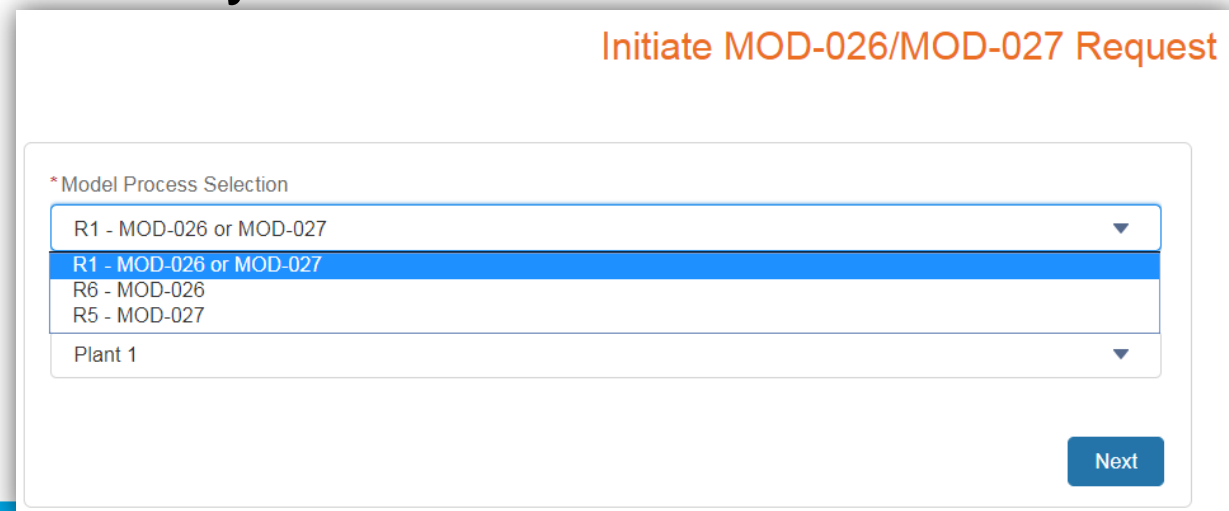 Initiate MOD-026/MOD-027 Request
*Model Process Selection
R1 - MOD-026 or MOD-027
R1 - MOD-026 or MOD-027
R6 - MOD-026
R5 - MOD-027
Plant 1
Next